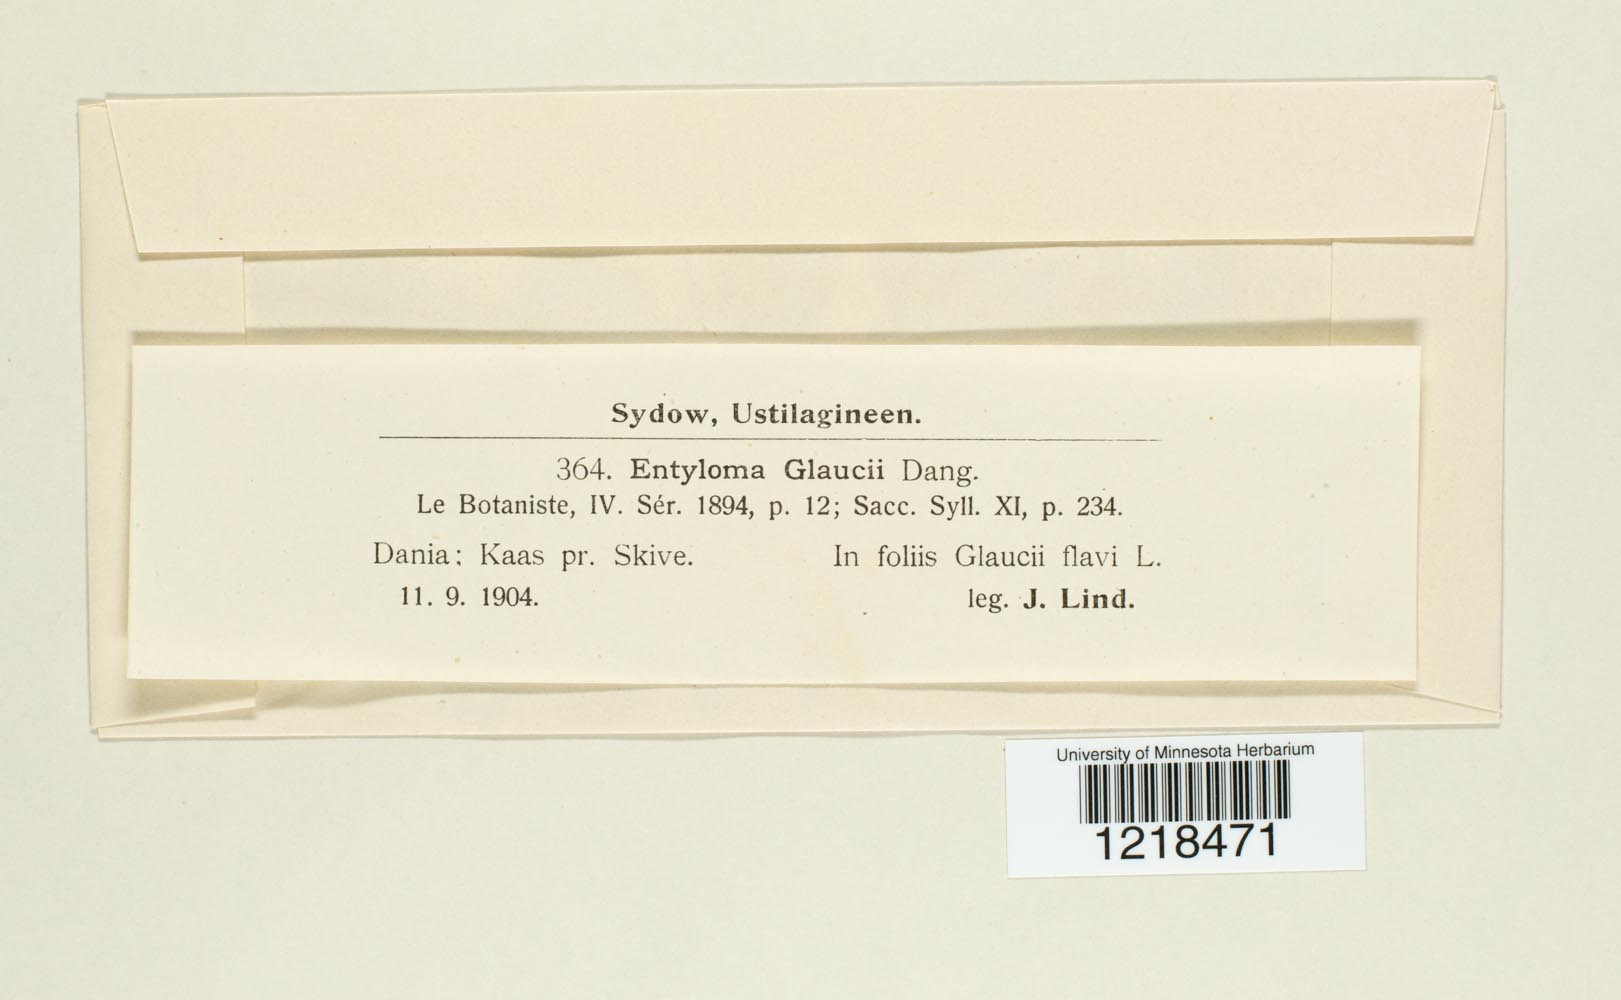 Sydow, Ustilagineen.
364. Entyloma Glaucii Dang.
Le Botaniste, IV. Sér. 1894, p. 12; Sacc. Syll. XI, p. 234.
Dania: Kaas pr. Skive. In foliis Glaucii flavi L.
11. 9. 1904. leg. J. Lind.
University of Minnesota Herbarium
1218471